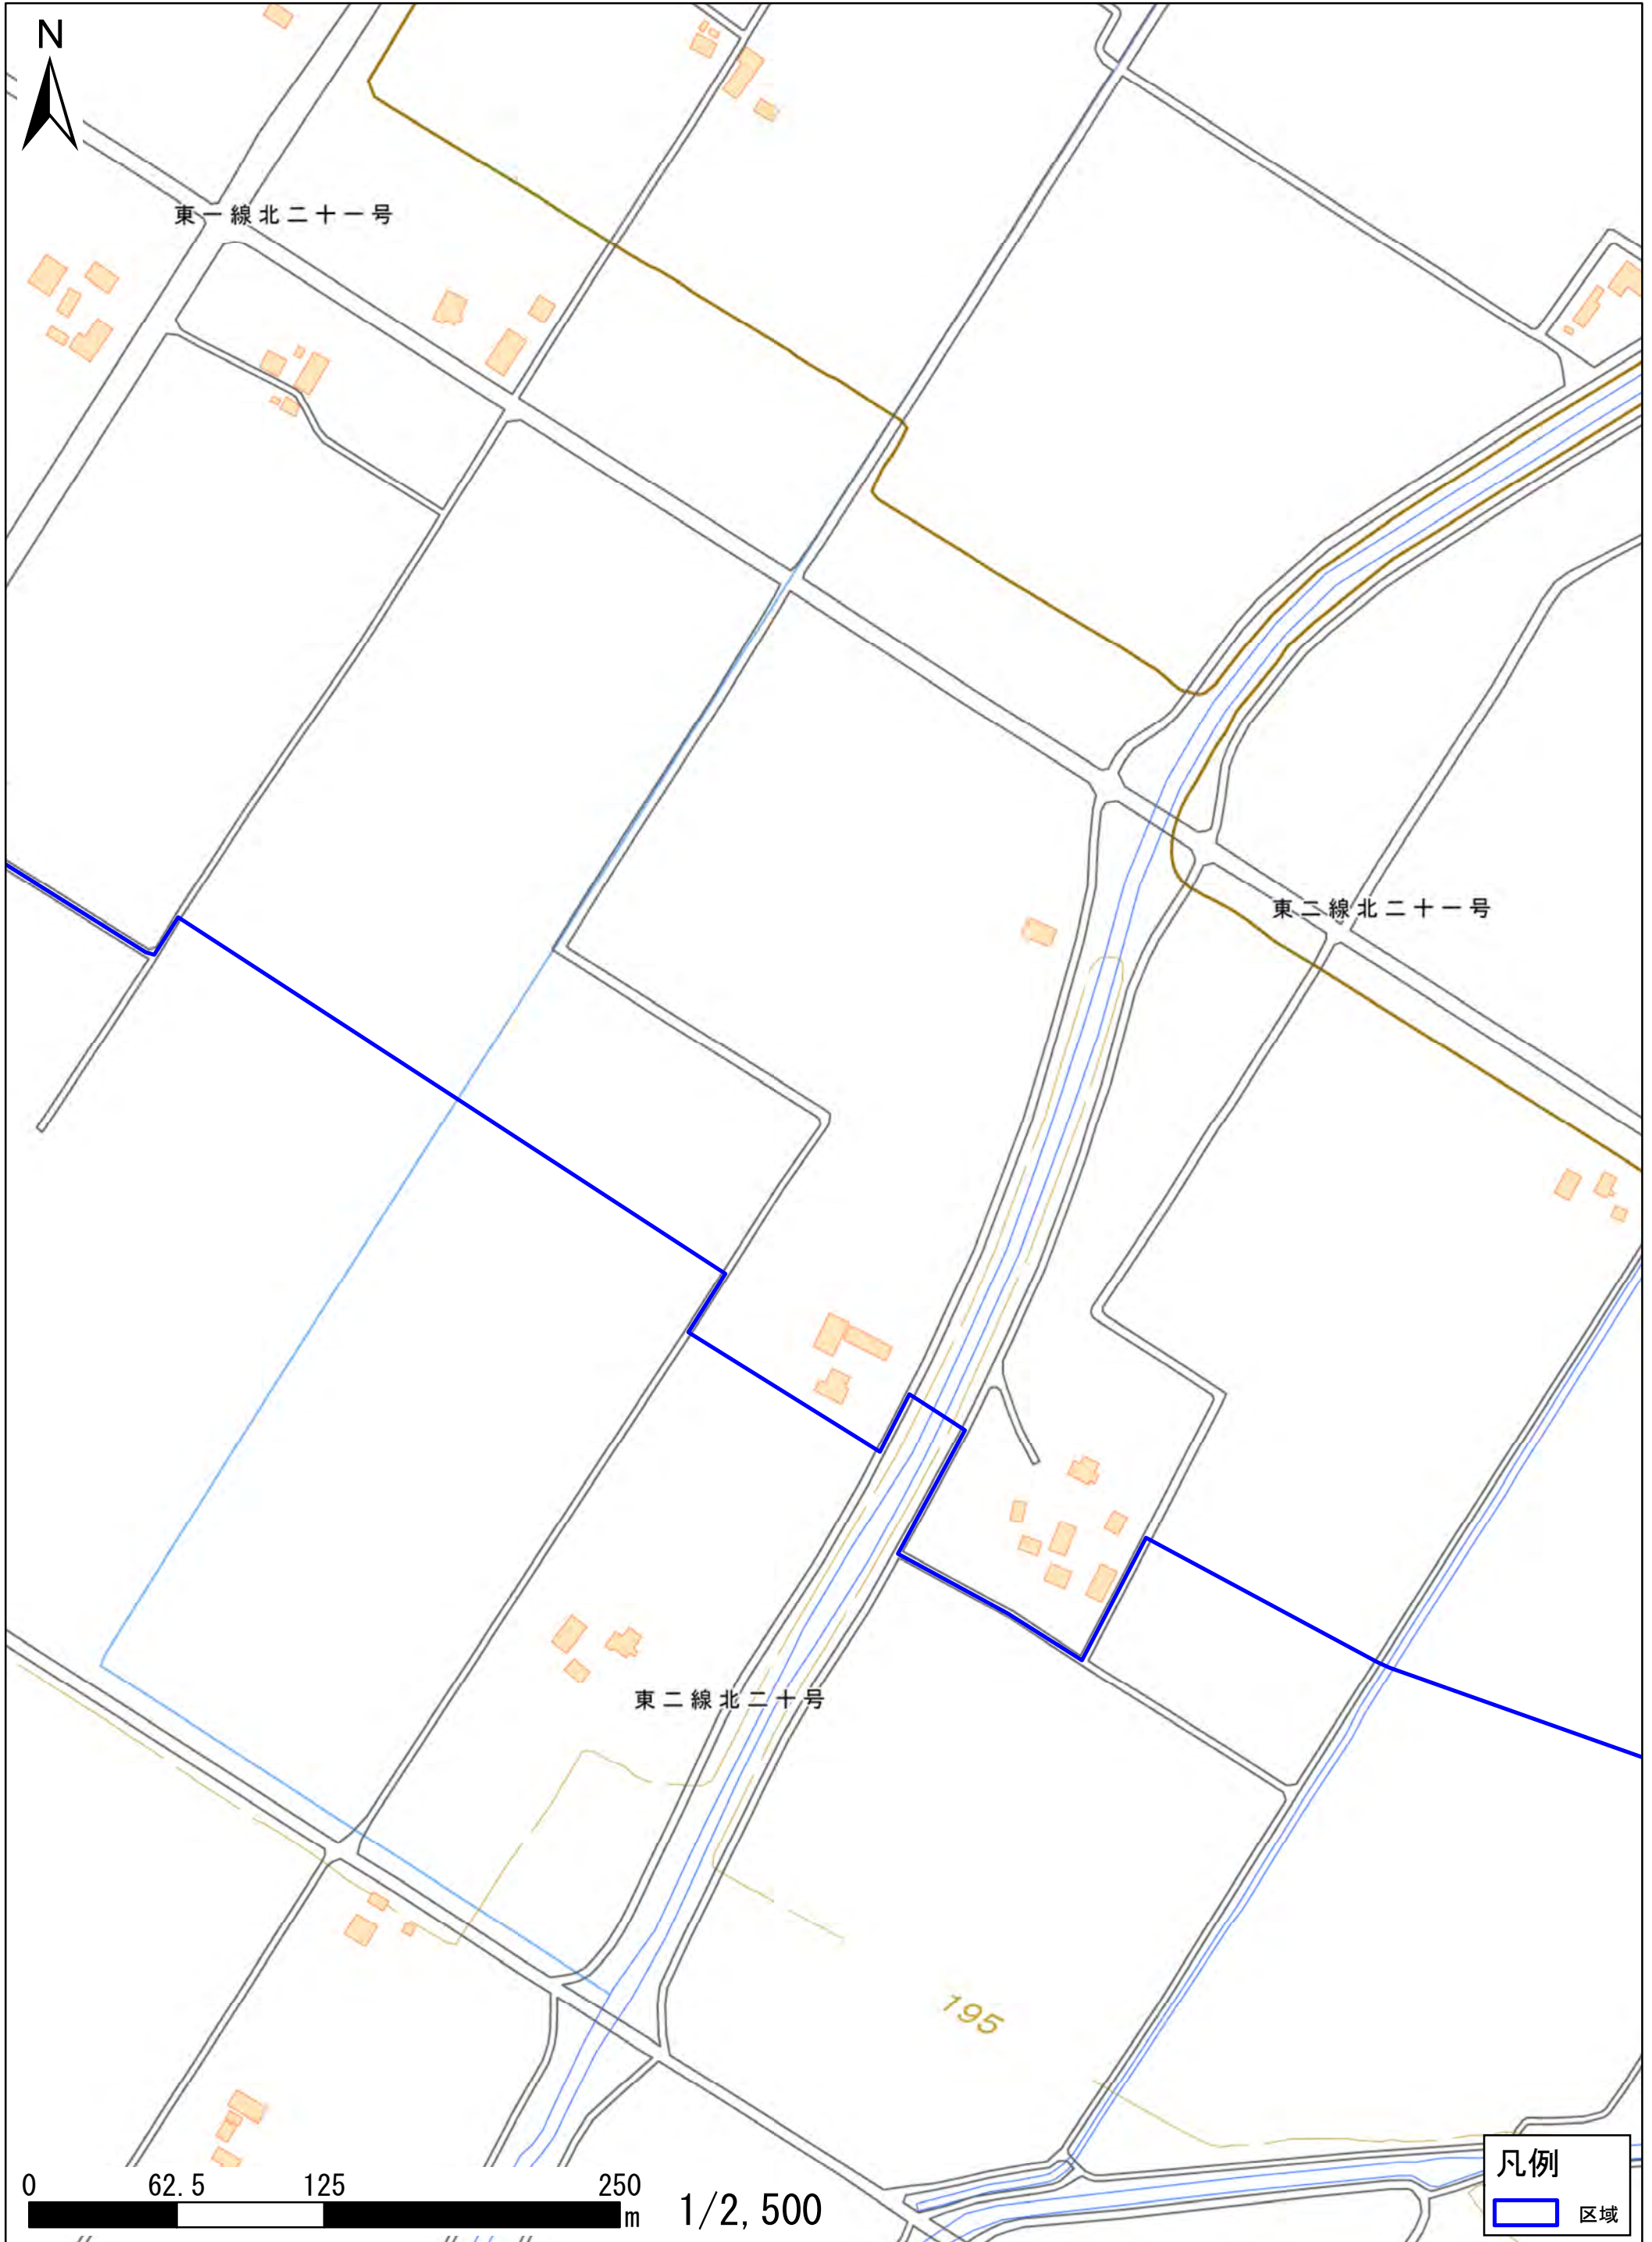 N
東一線北二十一号
東二線北二十一号
東二線北二十号
195
0 62.5 125 250
m
1/2,500
凡例
区域